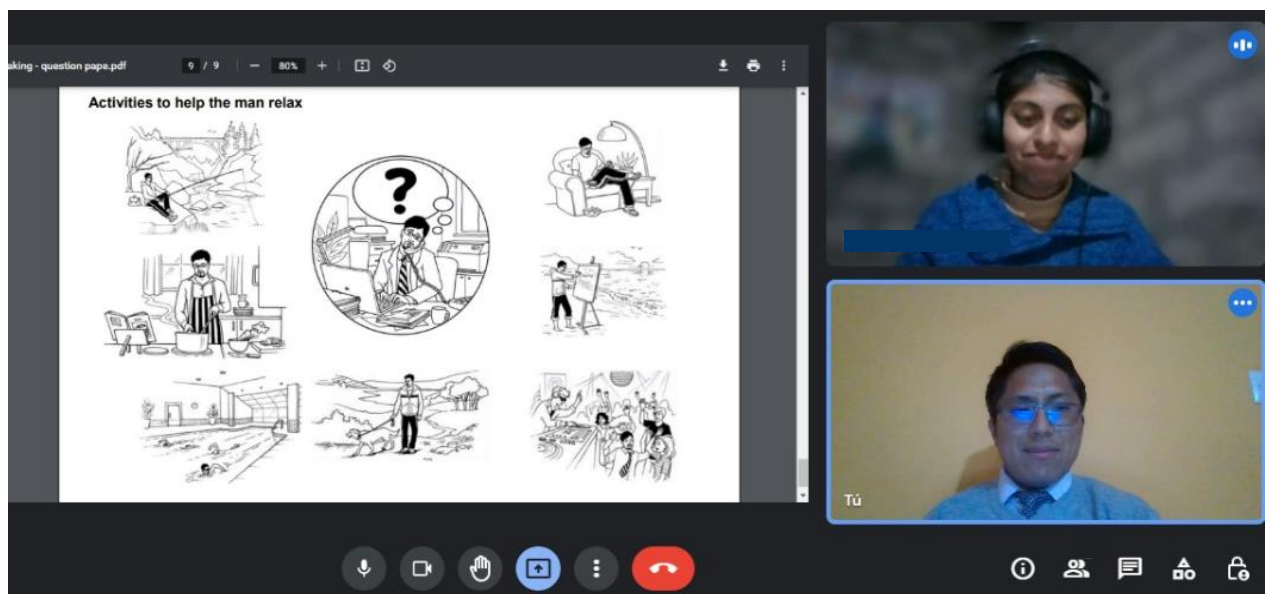 aking - question pape.pdf
9 / 9
80%
Activities to help the man relax
?
Tú